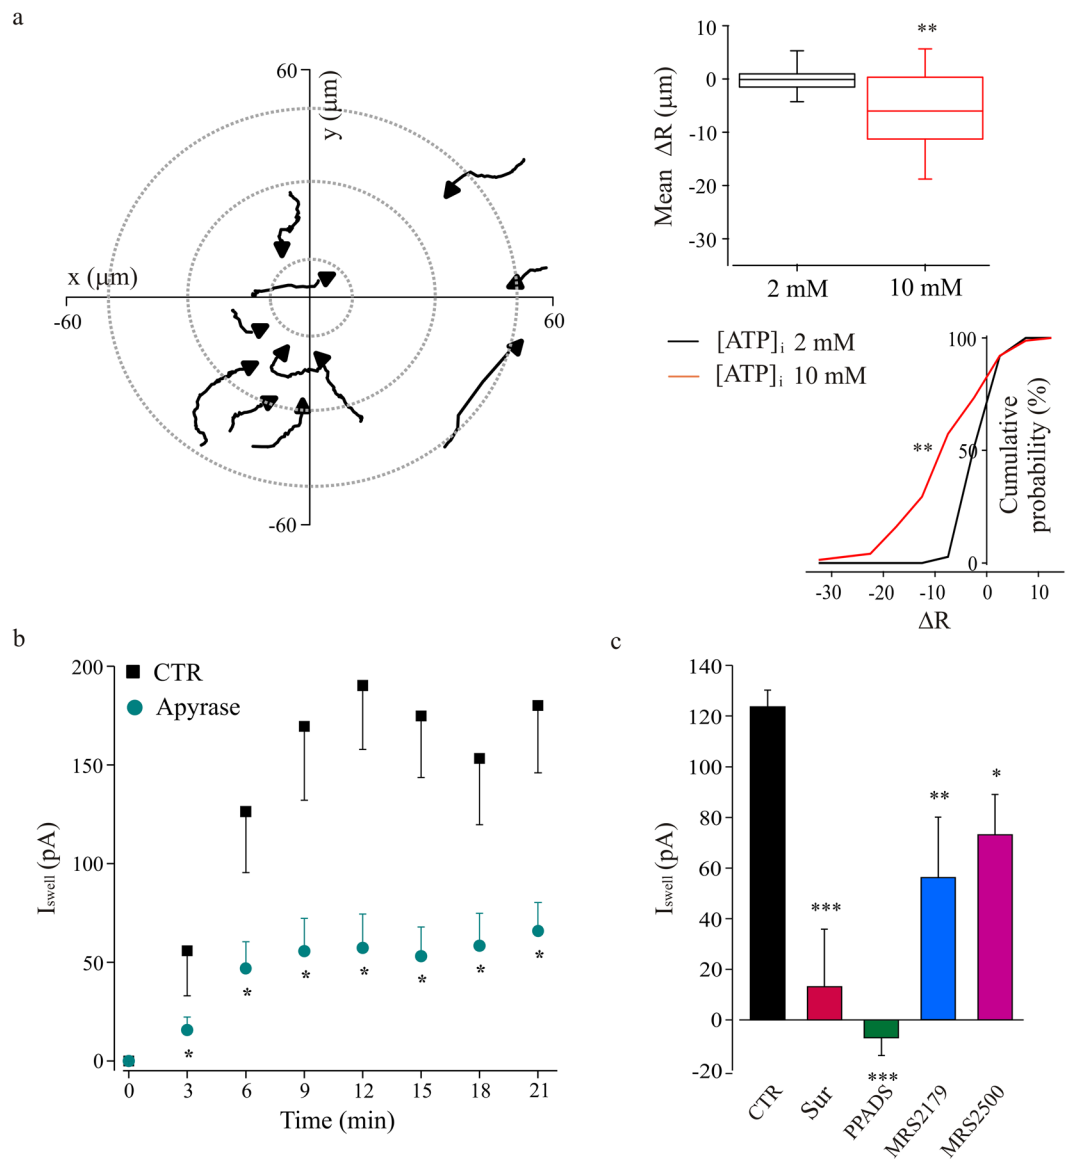 a
60
y (μm)
x (μm)
-60
60
-60
10
0
-10
-20
-30
Mean ΔR (μm)
**
2 mM
10 mM
[ATP]i 2 mM
[ATP]i 10 mM
100
50
0
Cumulative
probability (%)
**
-30
-20
-10
0
10
ΔR
b
200
150
100
50
0
Iswell (pA)
CTR
Apyrase
*
*
*
*
*
*
*
0
3
6
9
12
15
18
21
Time (min)
c
140
120
100
80
60
40
20
0
-20
Iswell (pA)
***
***
**
*
CTR
Sur
PPADS
MRS2179
MRS2500